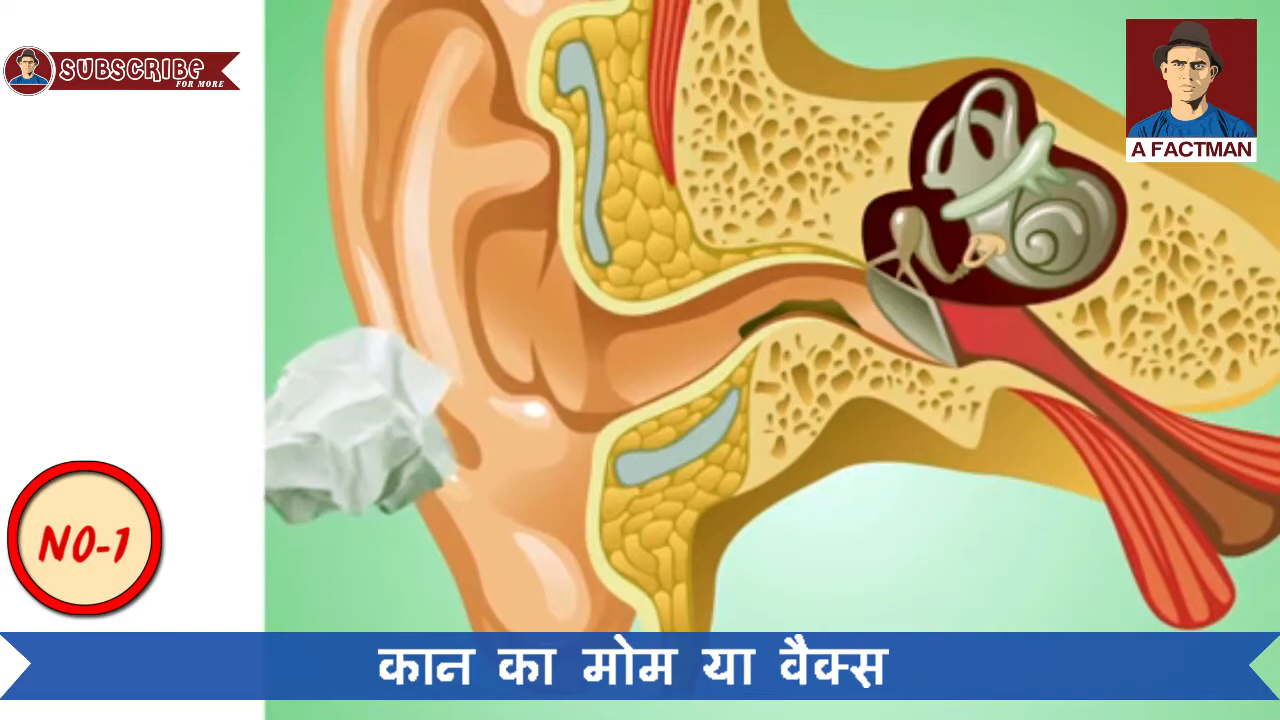 SUBSCRIBE
FOR MORE
A FACTMAN
NO-1
कान का मोम या वैक्स